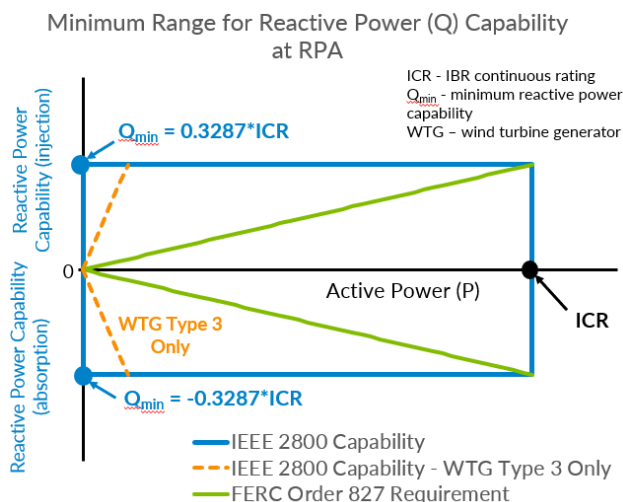 Minimum Range for Reactive Power (Q) Capability
at RPA
ICR - IBR continuous rating
Qmin - minimum reactive power
capability
WTG – wind turbine generator
Reactive Power
Capability (injection)
Qmin = 0.3287*ICR
0
Active Power (P)
ICR
WTG Type 3
Only
Reactive Power Capability
(absorption)
Qmin = -0.3287*ICR
IEEE 2800 Capability
IEEE 2800 Capability - WTG Type 3 Only
FERC Order 827 Requirement